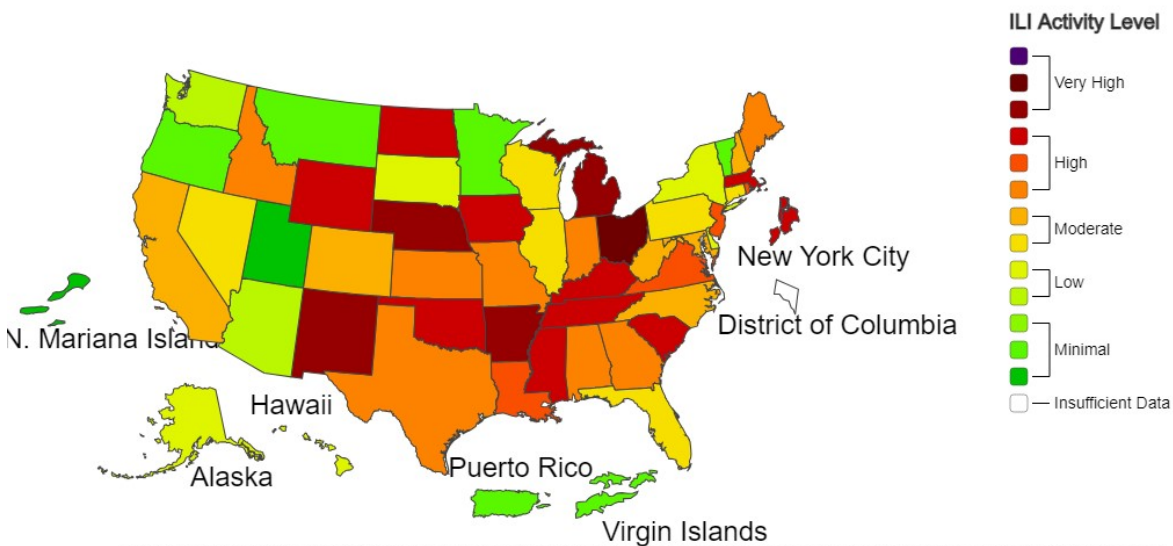 ILI Activity Level
Very High
High
Moderate
Low
Minimal
Insufficient Data
New York City
District of Columbia
N. Mariana Island
Hawaii
Alaska
Puerto Rico
Virgin Islands